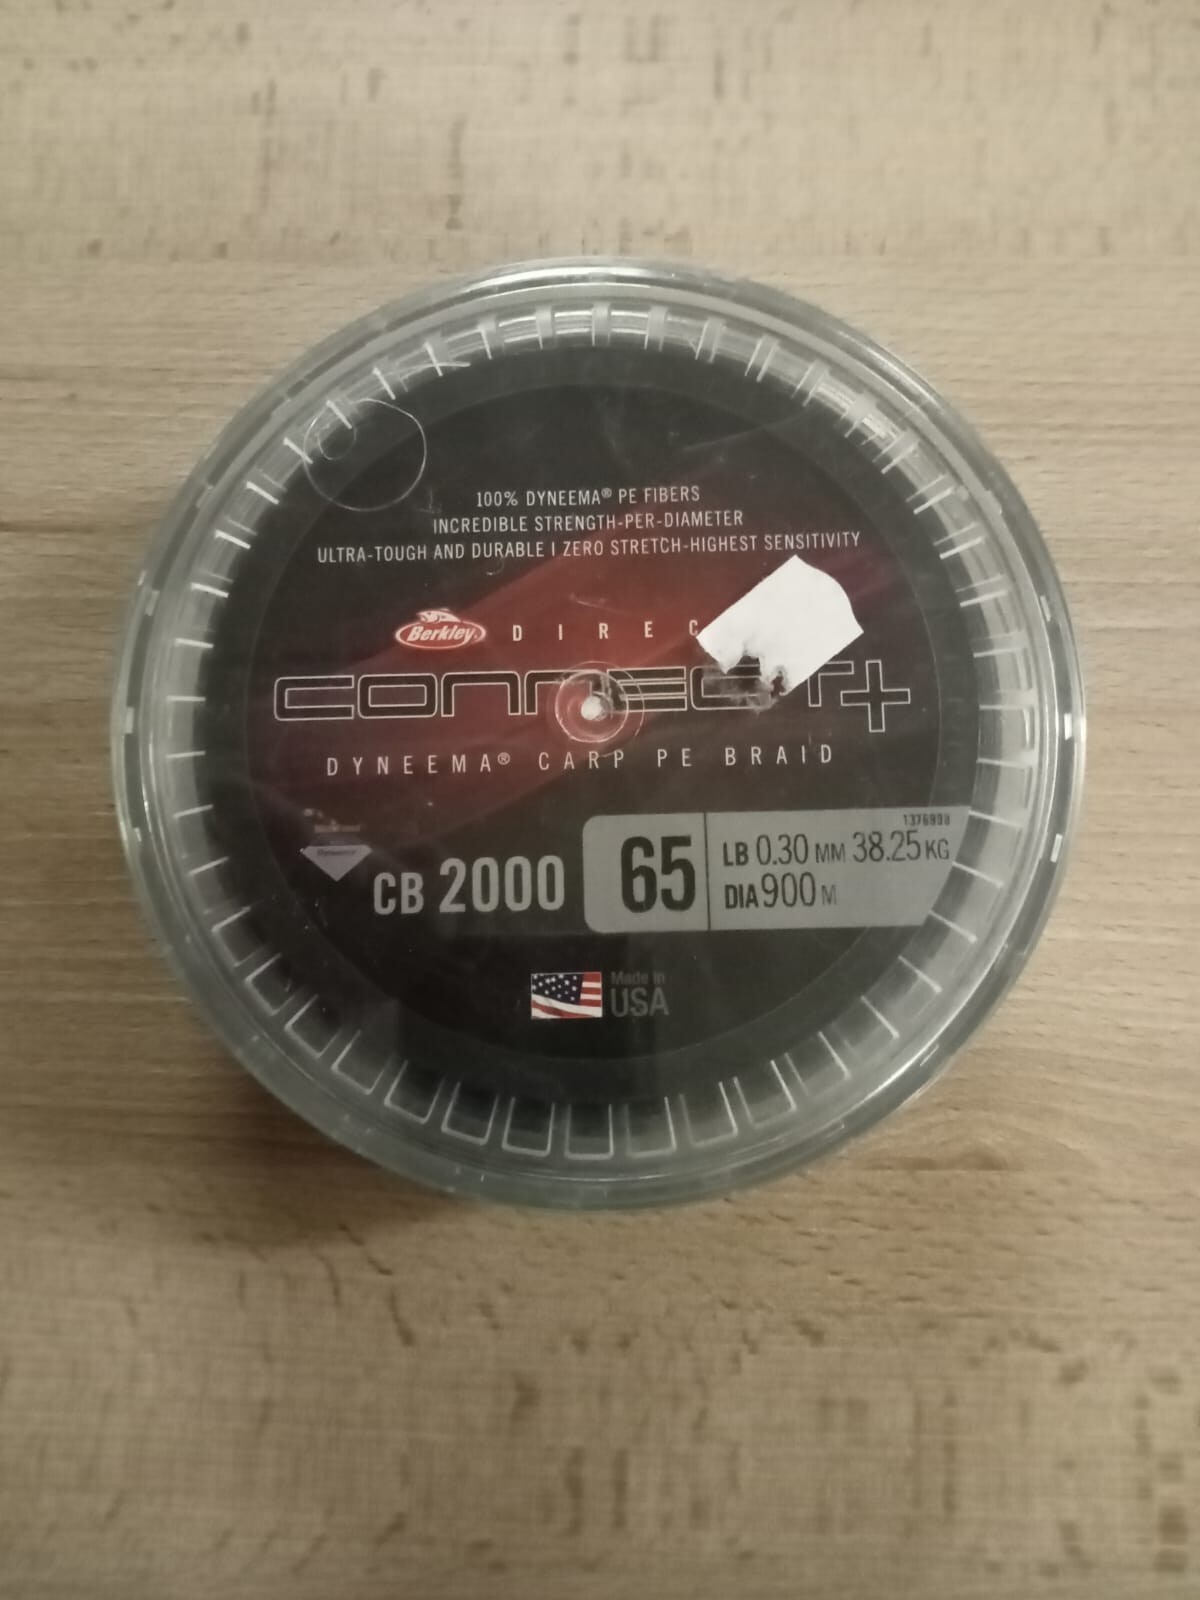 100% DYNEEMA® PE FIBERS
INCREDIBLE STRENGTH-PER-DIAMETER
ULTRA-TOUGH AND DURABLE | ZERO STRETCH-HIGHEST SENSITIVITY
Berkley
DIREC
CONNECT+
DYNEEMA® CARP PE BRAID
Dyneema
CB 2000
65
LB 0.30 MM 38.25 KG
DIA 900 M
Made in
USA